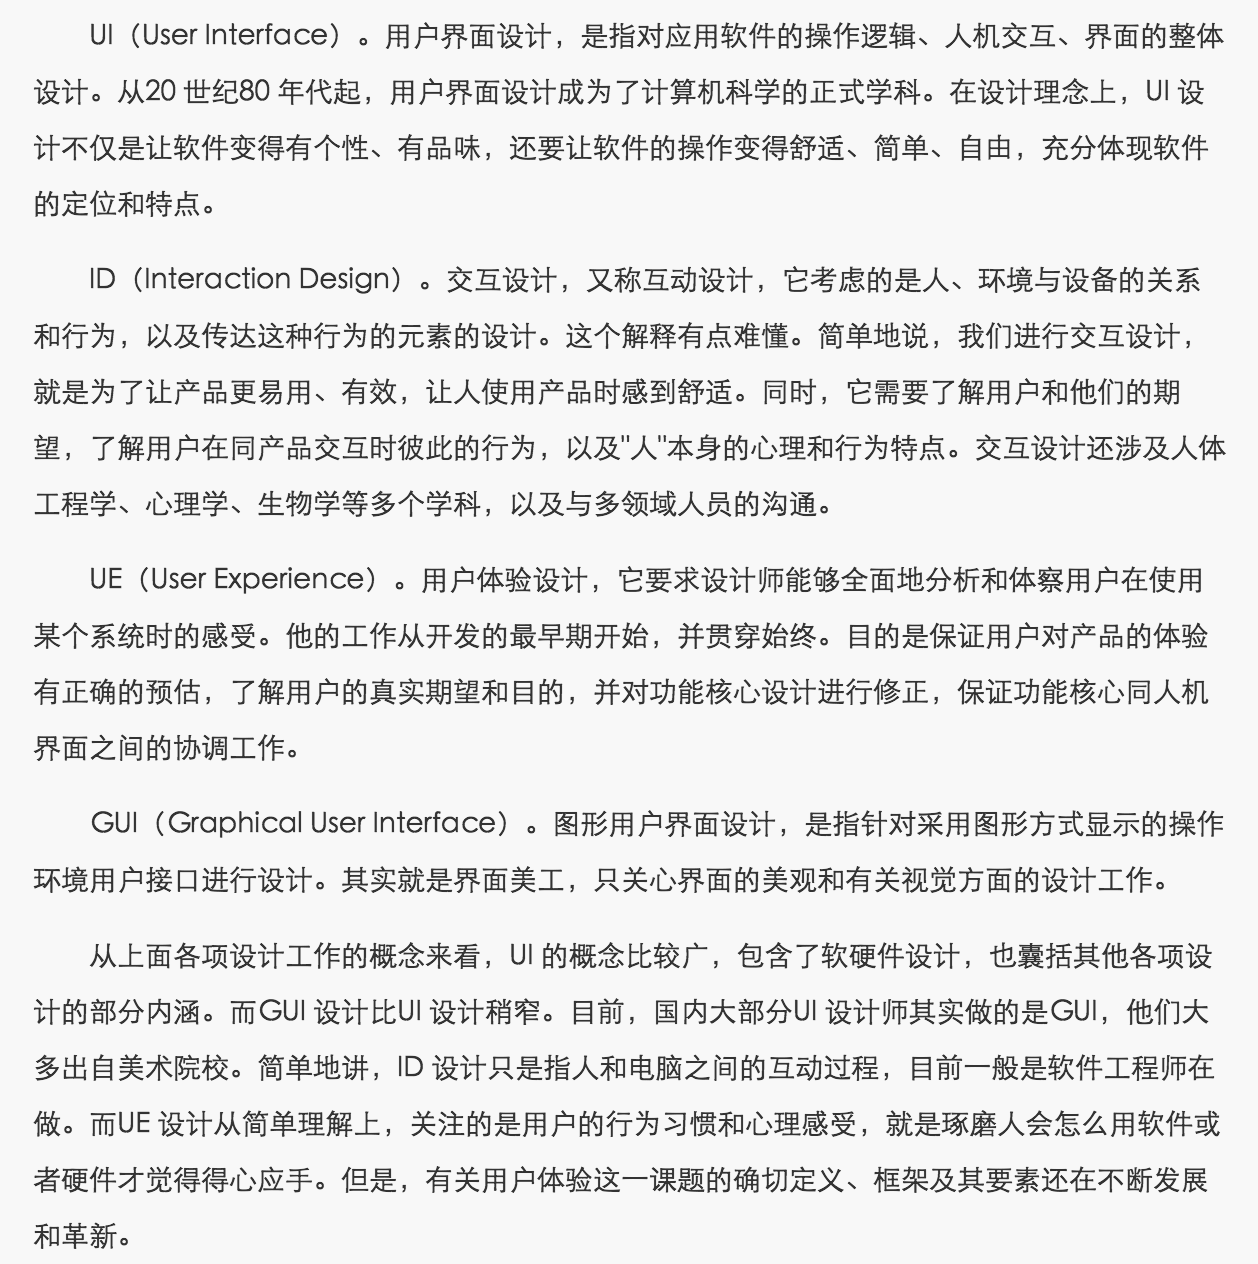 UI（User Interface）。用户界面设计，是指对应用软件的操作逻辑、人机交互、界面的整体
设计。从20 世纪80 年代起，用户界面设计成为了计算机科学的正式学科。在设计理念上，UI 设
计不仅是让软件变得有个性、有品味，还要让软件的操作变得舒适、简单、自由，充分体现软件
的定位和特点。
ID（Interaction Design）。交互设计，又称互动设计，它考虑的是人、环境与设备的关系
和行为，以及传达这种行为的元素的设计。这个解释有点难懂。简单地说，我们进行交互设计，
就是为了让产品更易用、有效，让人使用产品时感到舒适。同时，它需要了解用户和他们的期
望，了解用户在同产品交互时彼此的行为，以及"人"本身的心理和行为特点。交互设计还涉及人体
工程学、心理学、生物学等多个学科，以及与多领域人员的沟通。
UE（User Experience）。用户体验设计，它要求设计师能够全面地分析和体察用户在使用
某个系统时的感受。他的工作从开发的最早期开始，并贯穿始终。目的是保证用户对产品的体验
有正确的预估，了解用户的真实期望和目的，并对功能核心设计进行修正，保证功能核心同人机
界面之间的协调工作。
GUI（Graphical User Interface）。图形用户界面设计，是指针对采用图形方式显示的操作
环境用户接口进行设计。其实就是界面美工，只关心界面的美观和有关视觉方面的设计工作。
从上面各项设计工作的概念来看，UI 的概念比较广，包含了软硬件设计，也囊括其他各项设
计的部分内涵。而GUI 设计比UI 设计稍窄。目前，国内大部分UI 设计师其实做的是GUI，他们大
多出自美术院校。简单地讲，ID 设计只是指人和电脑之间的互动过程，目前一般是软件工程师在
做。而UE 设计从简单理解上，关注的是用户的行为习惯和心理感受，就是琢磨人会怎么用软件或
者硬件才觉得得心应手。但是，有关用户体验这一课题的确切定义、框架及其要素还在不断发展
和革新。